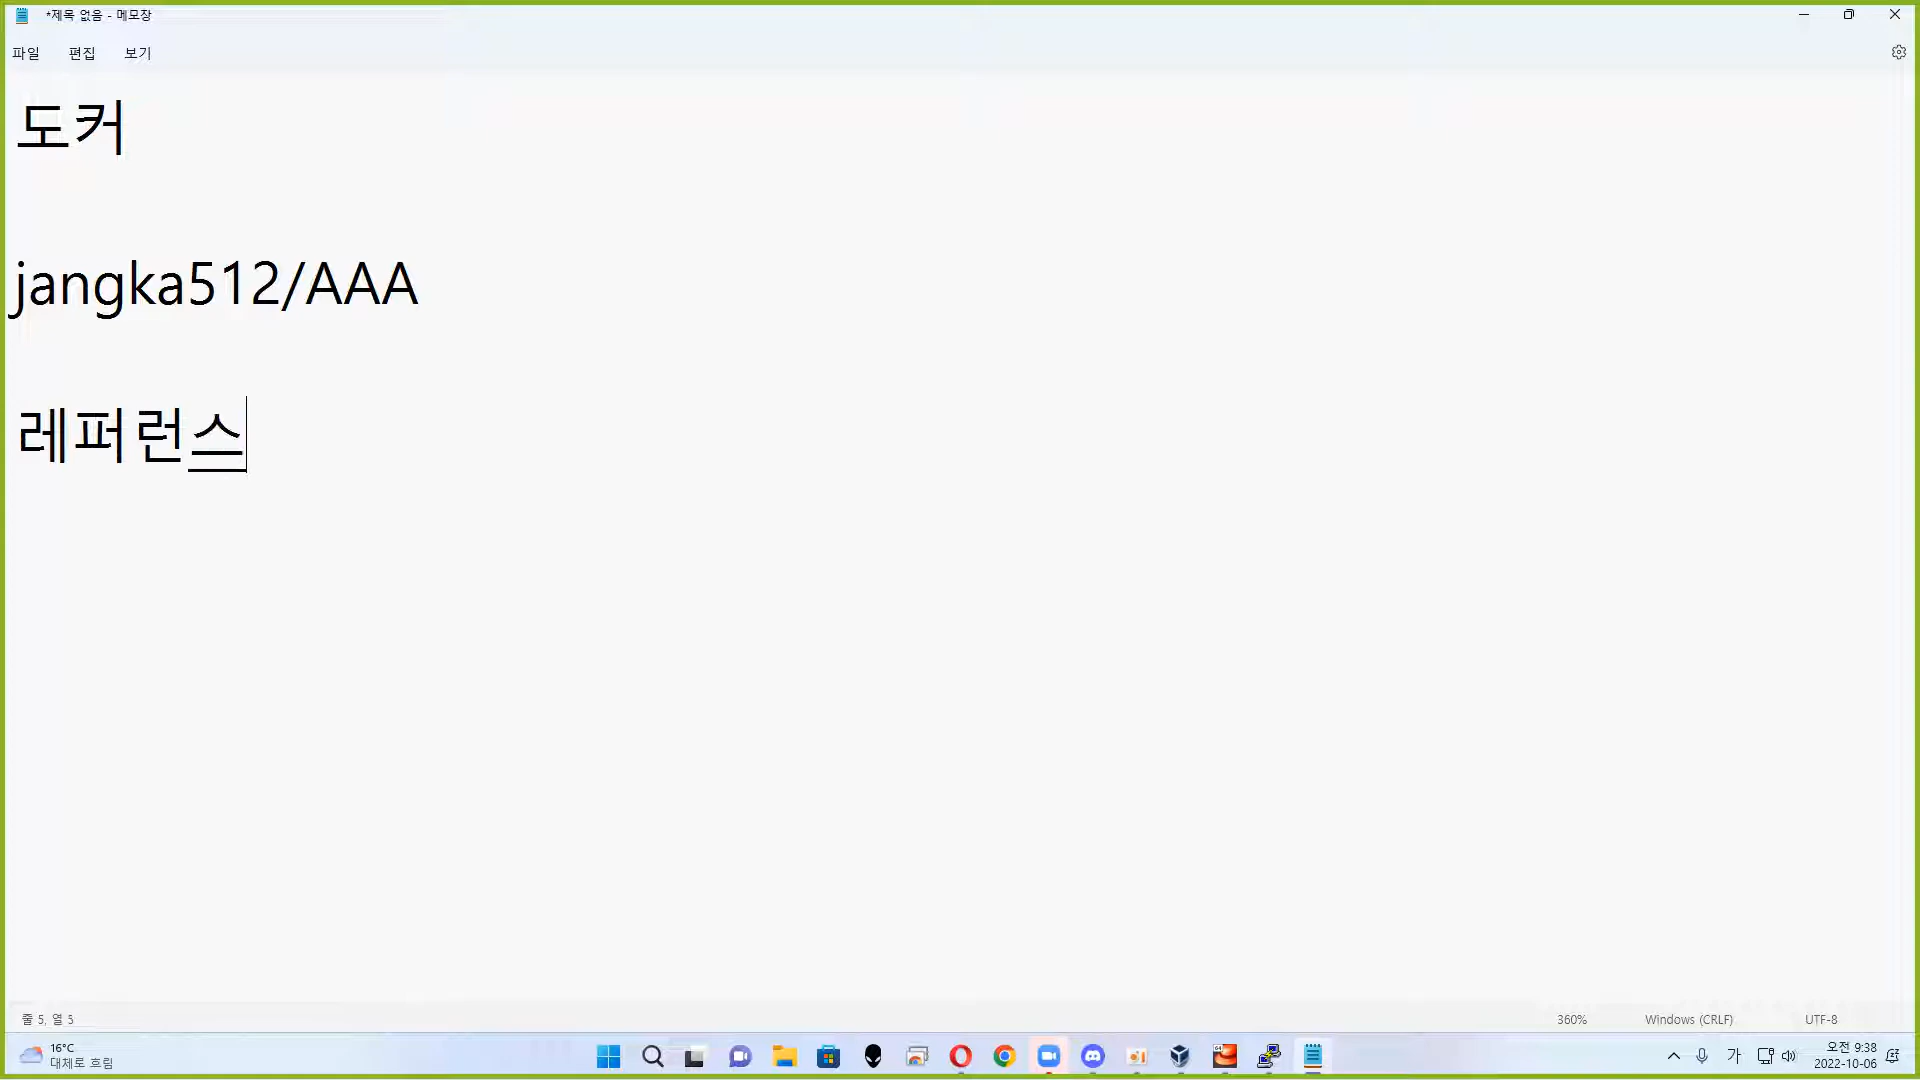 *제목 없음 - 메모장
파일 편집 보기
도커
jangka512/AAA
레퍼런스
줄 5, 열 5
360%
Windows (CRLF)
UTF-8
16°C
대체로 흐림
가
오전 9:38
2022-10-06